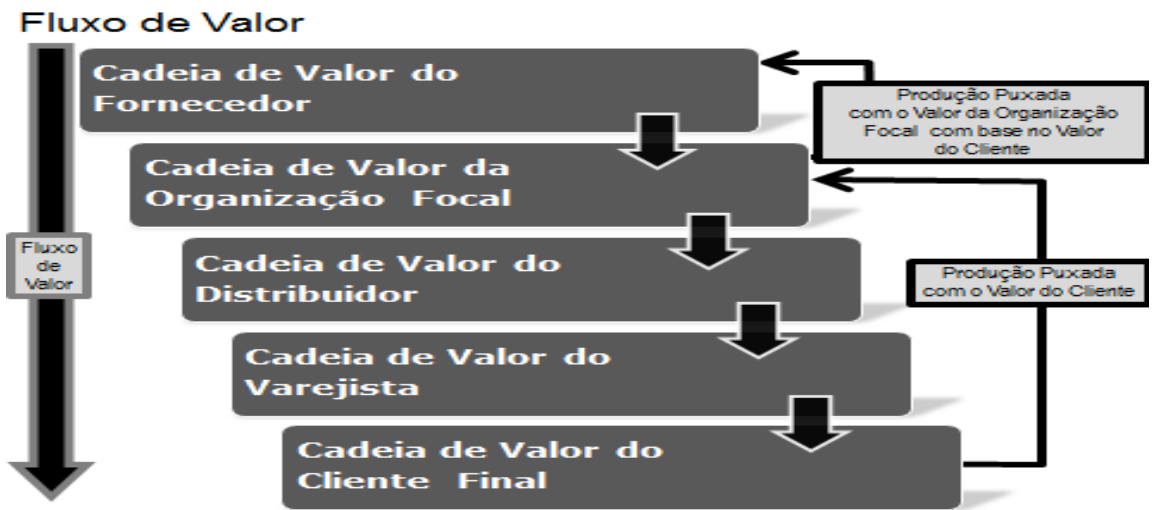 Fluxo de Valor
Cadeia de Valor do
Fornecedor
Produção Puxada
com o Valor da Organização
Focal com base no Valor
do Cliente
Cadeia de Valor da
Organização Focal
Fluxo
de
Valor
Cadeia de Valor do
Distribuidor
Produção Puxada
com o Valor do Cliente
Cadeia de Valor do
Varejista
Cadeia de Valor do
Cliente Final